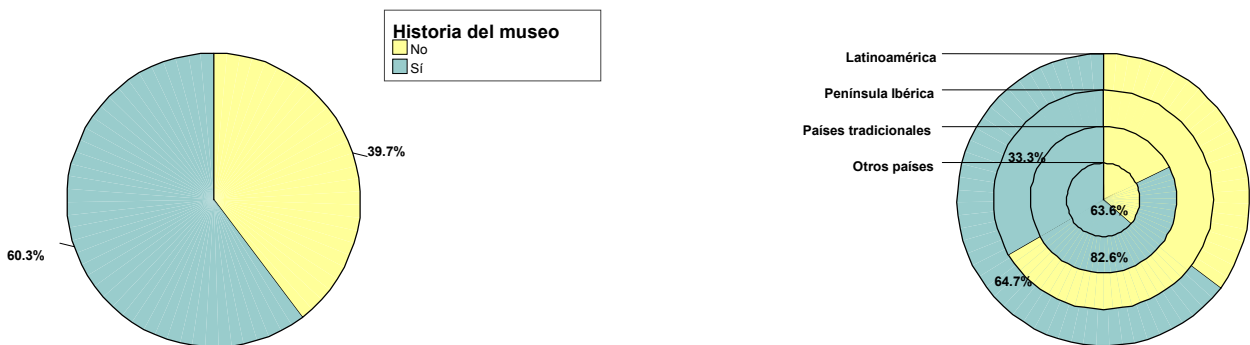 Historia del museo
No
Sí
39.7%
60.3%
Latinoamérica
Península Ibérica
Países tradicionales
Otros países
33.3%
63.6%
82.6%
64.7%